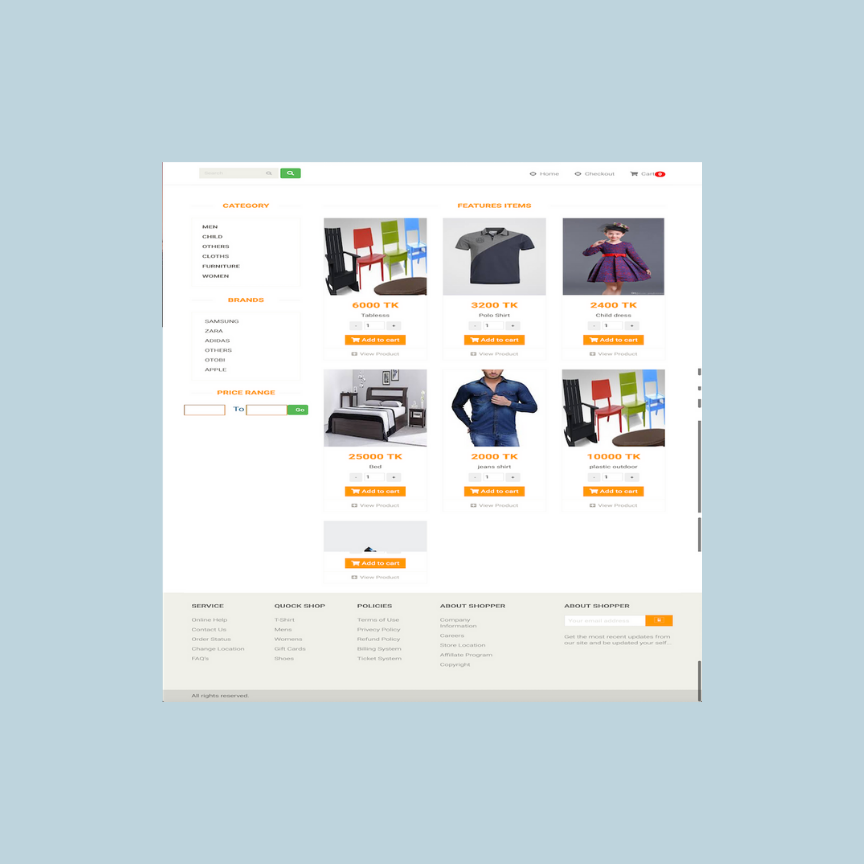 Search
Home
Checkout
Cart
0
CATEGORY
MEN
CHILD
OTHERS
CLOTHS
FURNITURE
WOMEN
BRANDS
SAMSUNG
ZARA
ADIDAS
OTHERS
OTOBI
APPLE
PRICE RANGE
To
Go
FEATURES ITEMS
6000 TK
- 1 +
Add to cart
View Product
3200 TK
Polo Shirt
- 1 +
Add to cart
View Product
2400 TK
Child dress
- 1 +
Add to cart
View Product
25000 TK
Bed
- 1 +
Add to cart
View Product
2000 TK
jeans shirt
- 1 +
Add to cart
View Product
10000 TK
plastic outdoor
- 1 +
Add to cart
View Product
Add to cart
View Product
SERVICE
Online Help
Contact Us
Order Status
Change Location
FAQ's
QUOCK SHOP
T-Shirt
Mens
Womens
Gift Cards
Shoes
POLICIES
Terms of Use
Privacy Policy
Refund Policy
Billing System
Ticket System
ABOUT SHOPPER
Company
Information
Careers
Store Location
Affiliate Program
Copyright
ABOUT SHOPPER
Your email address
Get the most recent updates from
our site and be updated your self...
All rights reserved.